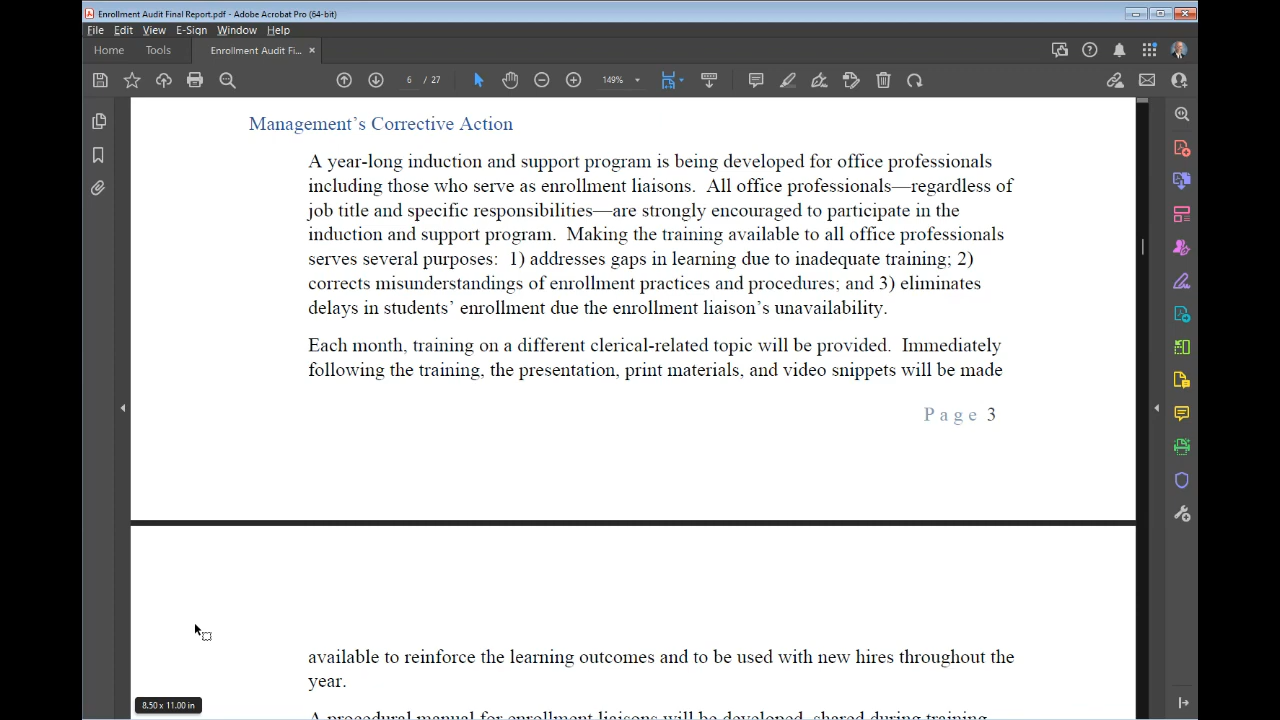 Enrollment Audit Final Report.pdf - Adobe Acrobat Pro (64-bit)
File Edit View E-Sign Window Help
Home Tools Enrollment Audit Fi... ×
6 / 27 149%
Management’s Corrective Action
A year-long induction and support program is being developed for office professionals
including those who serve as enrollment liaisons. All office professionals—regardless of
job title and specific responsibilities—are strongly encouraged to participate in the
induction and support program. Making the training available to all office professionals
serves several purposes: 1) addresses gaps in learning due to inadequate training; 2)
corrects misunderstandings of enrollment practices and procedures; and 3) eliminates
delays in students’ enrollment due the enrollment liaison’s unavailability.
Each month, training on a different clerical-related topic will be provided. Immediately
following the training, the presentation, print materials, and video snippets will be made
Page 3
available to reinforce the learning outcomes and to be used with new hires throughout the
year.
8.50 x 11.00 in
A procedural manual for enrollment liaisons will be developed, shared during training